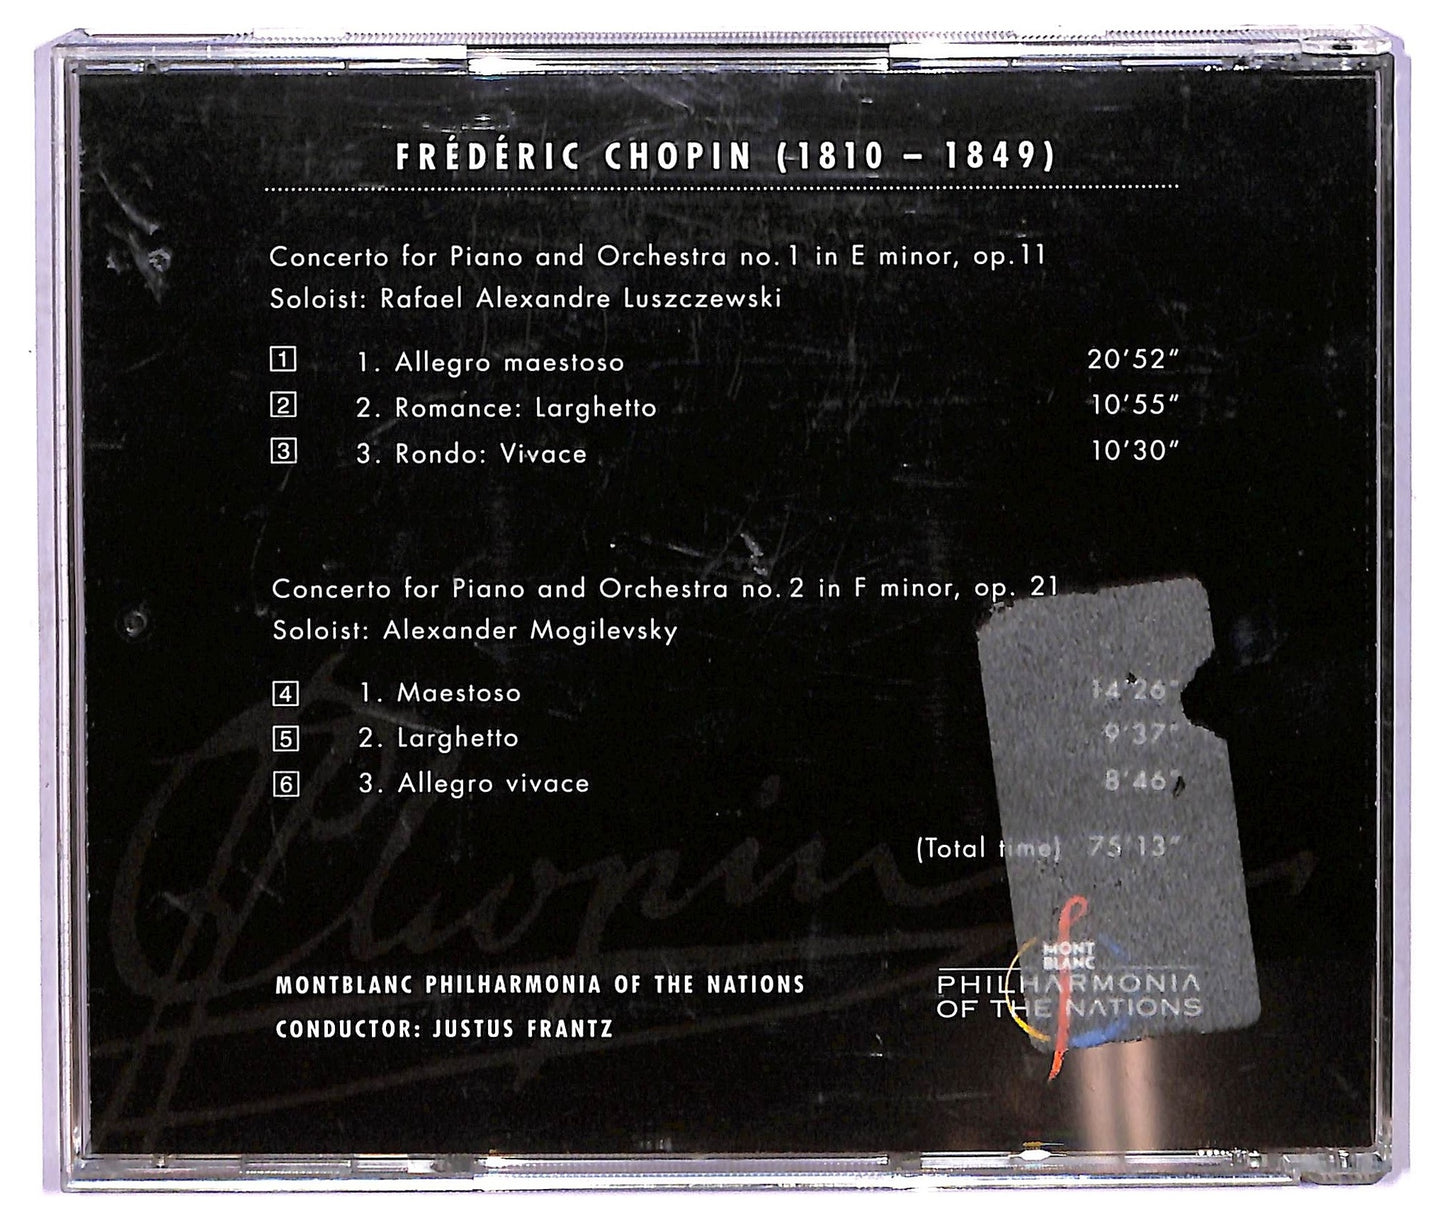 FRÉDÉRIC CHOPIN (1810 – 1849)
Concerto for Piano and Orchestra no. 1 in E minor, op. 11
Soloist: Rafael Alexandre Luszczewski
1 1. Allegro maestoso 20'52"
2 2. Romance: Larghetto 10'55"
3 3. Rondo: Vivace 10'30"
Concerto for Piano and Orchestra no. 2 in F minor, op. 21
Soloist: Alexander Mogilevsky
4 1. Maestoso 14'26"
5 2. Larghetto 9'37"
6 3. Allegro vivace 8'46"
(Total time) 75'13"
Chopin
MONTBLANC PHILHARMONIA OF THE NATIONS
CONDUCTOR: JUSTUS FRANTZ
MONT
BLANC
PHILHARMONIA
OF THE NATIONS